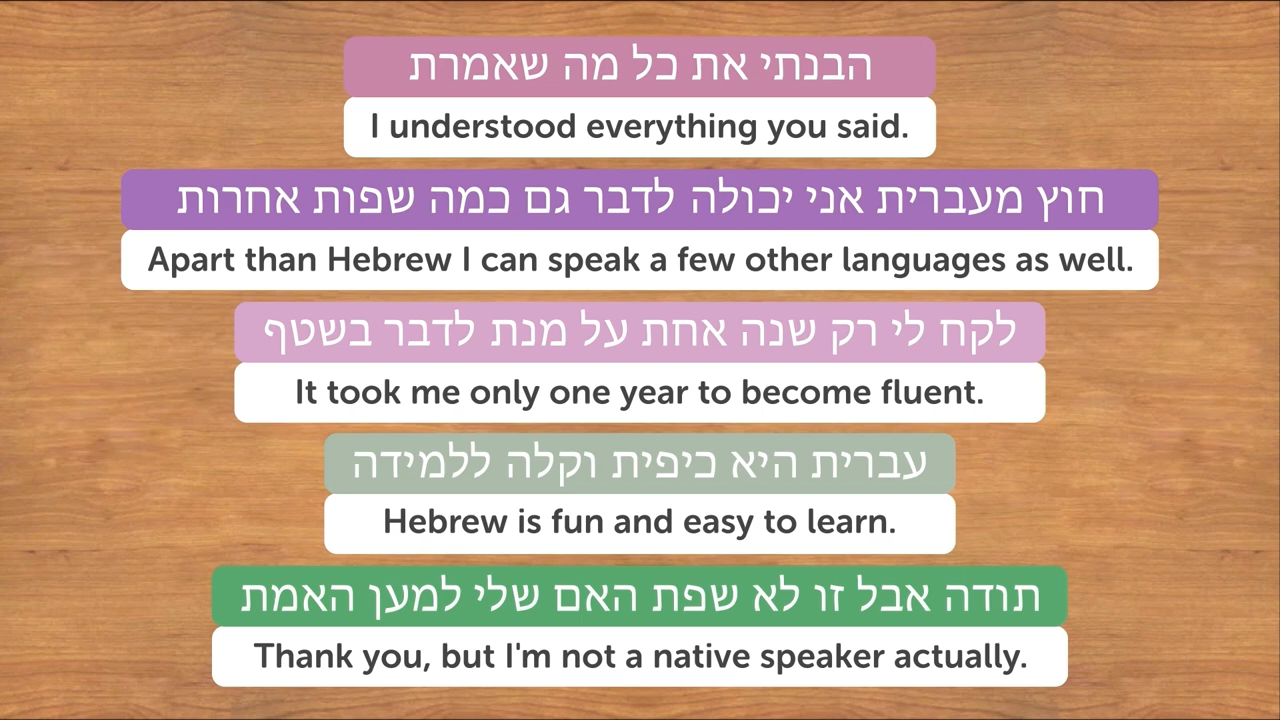 הבנתי את כל מה שאמרת
I understood everything you said.
חוץ מעברית אני יכולה לדבר גם כמה שפות אחרות
Apart than Hebrew I can speak a few other languages as well.
לקח לי רק שנה אחת על מנת לדבר בשטף
It took me only one year to become fluent.
עברית היא כיפית וקלה ללמידה
Hebrew is fun and easy to learn.
תודה אבל זו לא שפת האם שלי למען האמת
Thank you, but I'm not a native speaker actually.